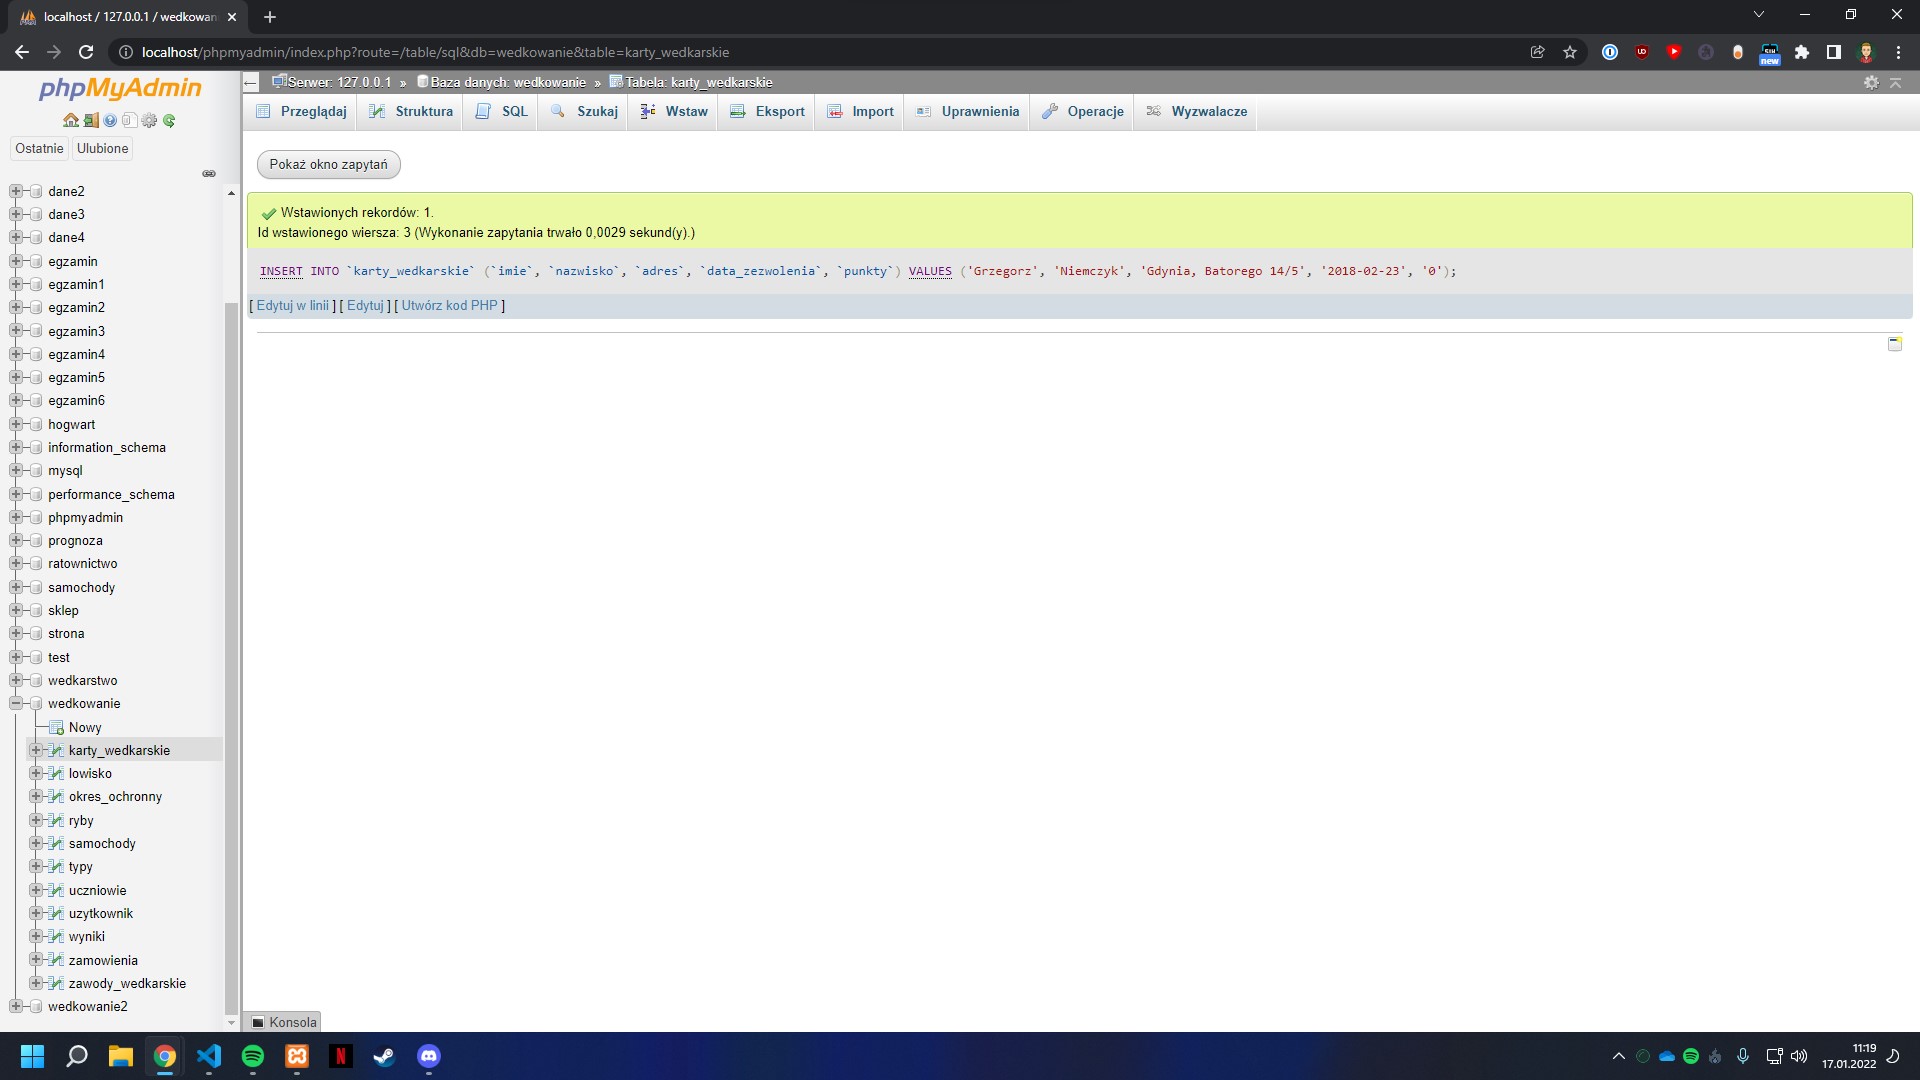 localhost / 127.0.0.1 / wedkowan
localhost/phpmyadmin/index.php?route=/table/sql&db=wedkowanie&table=karty_wedkarskie
new
phpMyAdmin
Ostatnie
Ulubione
dane2
dane3
dane4
egzamin
egzamin1
egzamin2
egzamin3
egzamin4
egzamin5
egzamin6
hogwart
information_schema
mysql
performance_schema
phpmyadmin
prognoza
ratownictwo
samochody
sklep
strona
test
wedkarstwo
wedkowanie
Nowy
karty_wedkarskie
lowisko
okres_ochronny
ryby
samochody
typy
uczniowie
uzytkownik
wyniki
zamowienia
zawody_wedkarskie
wedkowanie2
Serwer: 127.0.0.1 » Baza danych: wedkowanie » Tabela: karty_wedkarskie
Przeglądaj Struktura SQL Szukaj Wstaw Eksport Import Uprawnienia Operacje Wyzwalacze
Pokaż okno zapytań
Wstawionych rekordów: 1.
Id wstawionego wiersza: 3 (Wykonanie zapytania trwało 0,0029 sekund(y).)
INSERT INTO `karty_wedkarskie` (`imie`, `nazwisko`, `adres`, `data_zezwolenia`, `punkty`) VALUES ('Grzegorz', 'Niemczyk', 'Gdynia, Batorego 14/5', '2018-02-23', '0');
[ Edytuj w linii ] [ Edytuj ] [ Utwórz kod PHP ]
Konsola
11:19
17.01.2022